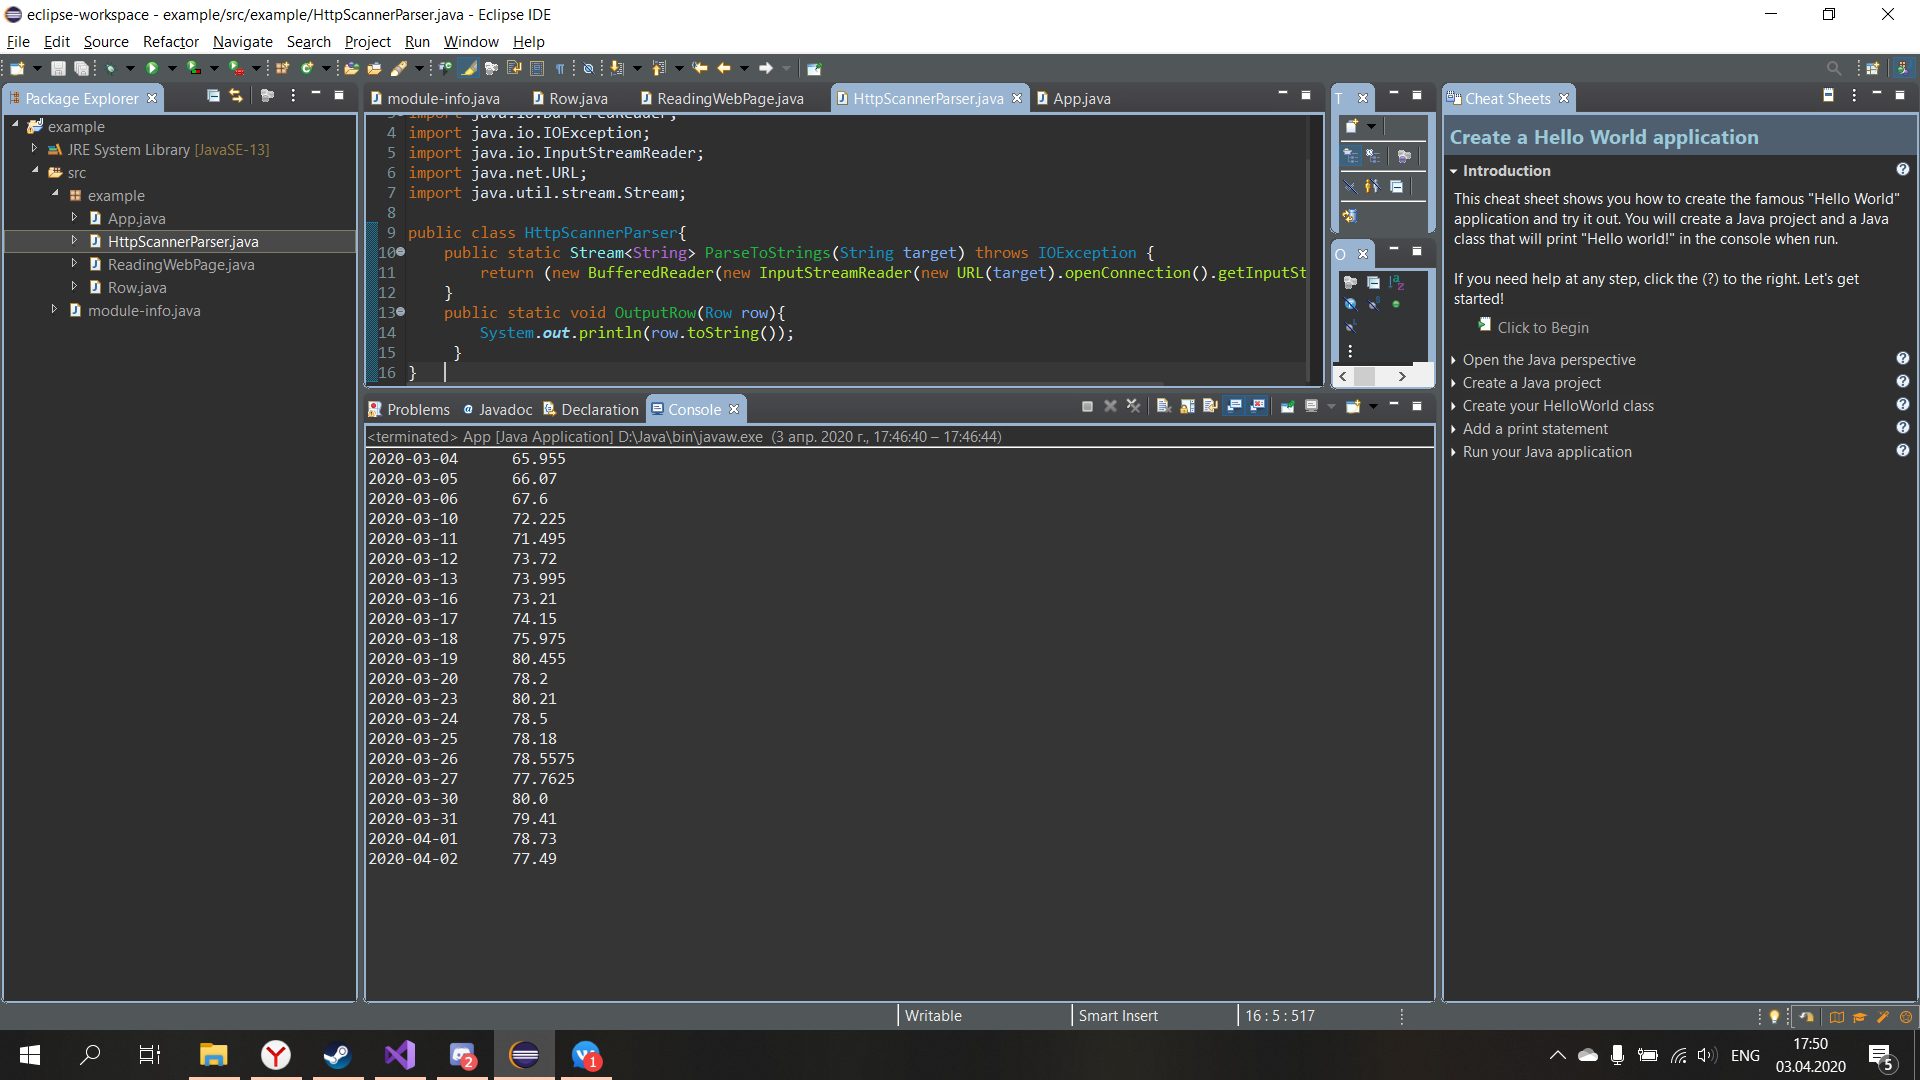 eclipse-workspace - example/src/example/HttpScannerParser.java - Eclipse IDE
File Edit Source Refactor Navigate Search Project Run Window Help
Package Explorer
example
JRE System Library [JavaSE-13]
src
example
App.java
HttpScannerParser.java
ReadingWebPage.java
Row.java
module-info.java
module-info.java Row.java ReadingWebPage.java HttpScannerParser.java App.java
3 import java.io.BufferedReader;
4 import java.io.IOException;
5 import java.io.InputStreamReader;
6 import java.net.URL;
7 import java.util.stream.Stream;
8
9 public class HttpScannerParser{
10 public static Stream<String> ParseToStrings(String target) throws IOException {
11 return (new BufferedReader(new InputStreamReader(new URL(target).openConnection().getInputSt
12 }
13 public static void OutputRow(Row row){
14 System.out.println(row.toString());
15 }
16 }
Problems Javadoc Declaration Console
<terminated> App [Java Application] D:\Java\bin\javaw.exe (3 апр. 2020 г., 17:46:40 – 17:46:44)
2020-03-04 65.955
2020-03-05 66.07
2020-03-06 67.6
2020-03-10 72.225
2020-03-11 71.495
2020-03-12 73.72
2020-03-13 73.995
2020-03-16 73.21
2020-03-17 74.15
2020-03-18 75.975
2020-03-19 80.455
2020-03-20 78.2
2020-03-23 80.21
2020-03-24 78.5
2020-03-25 78.18
2020-03-26 78.5575
2020-03-27 77.7625
2020-03-30 80.0
2020-03-31 79.41
2020-04-01 78.73
2020-04-02 77.49
T
O
Cheat Sheets
Create a Hello World application
Introduction
This cheat sheet shows you how to create the famous "Hello World"
application and try it out. You will create a Java project and a Java
class that will print "Hello world!" in the console when run.
If you need help at any step, click the (?) to the right. Let's get
started!
Click to Begin
Open the Java perspective
Create a Java project
Create your HelloWorld class
Add a print statement
Run your Java application
Writable Smart Insert 16 : 5 : 517
2
1
ENG
17:50
03.04.2020
5